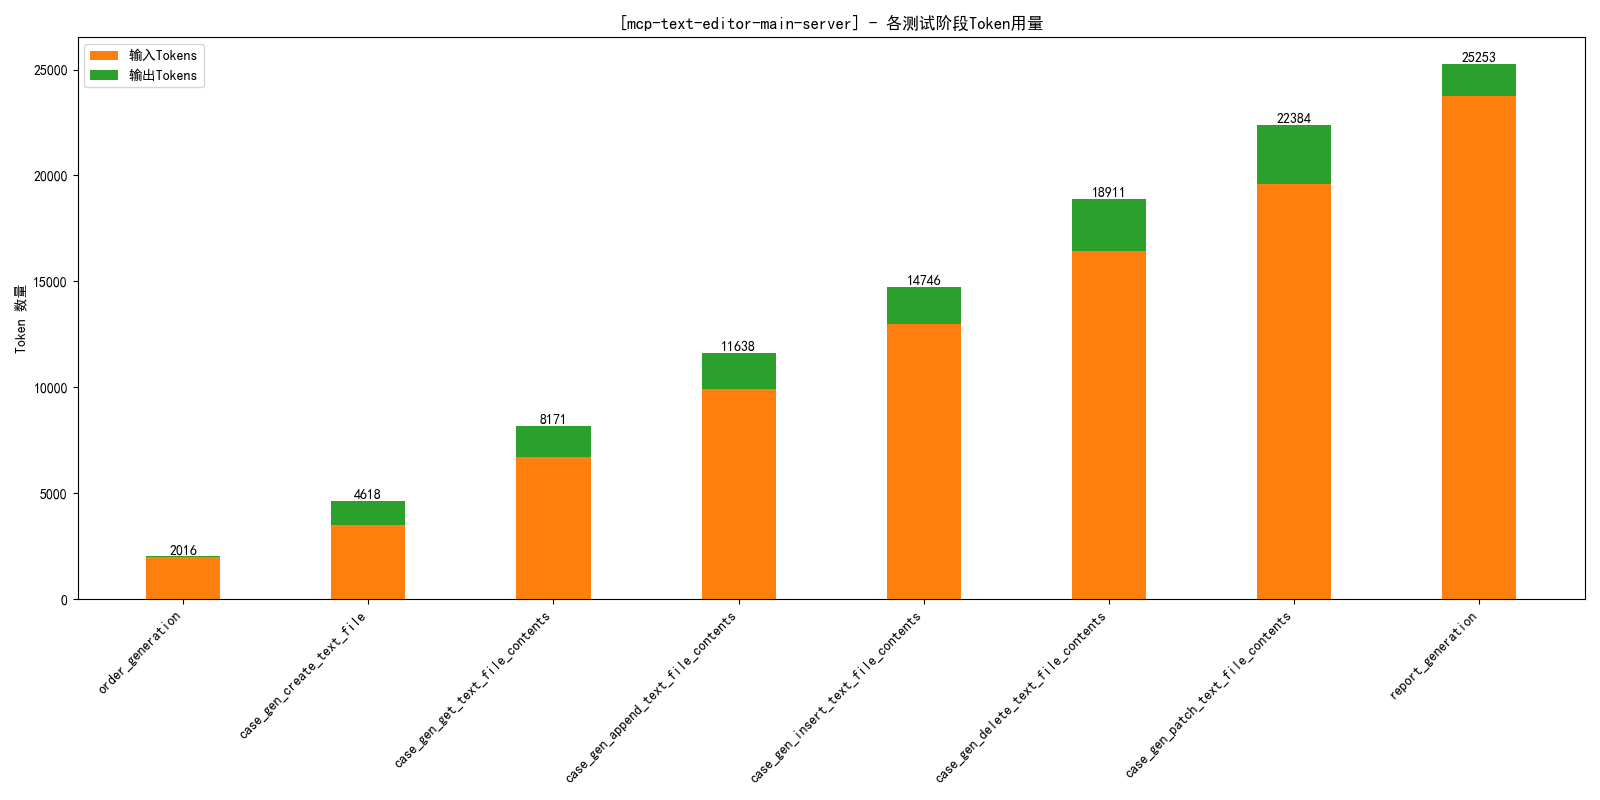 [mcp-text-editor-main-server] - 各测试阶段Token用量
输入Tokens
输出Tokens
Token 数量
25000
20000
15000
10000
5000
0
2016
4618
8171
11638
14746
18911
22384
25253
order_generation
case_gen_create_text_file
case_gen_get_text_file_contents
case_gen_append_text_file_contents
case_gen_insert_text_file_contents
case_gen_delete_text_file_contents
case_gen_patch_text_file_contents
report_generation